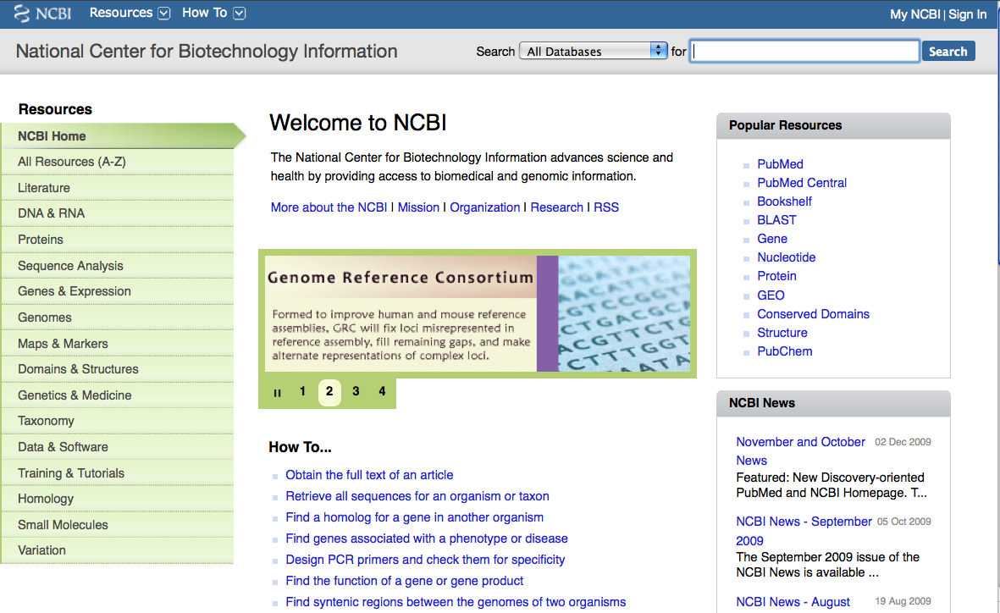 NCBI Resources How To My NCBI | Sign In
National Center for Biotechnology Information Search All Databases for Search
Resources
NCBI Home
All Resources (A-Z)
Literature
DNA & RNA
Proteins
Sequence Analysis
Genes & Expression
Genomes
Maps & Markers
Domains & Structures
Genetics & Medicine
Taxonomy
Data & Software
Training & Tutorials
Homology
Small Molecules
Variation
Welcome to NCBI
The National Center for Biotechnology Information advances science and
health by providing access to biomedical and genomic information.
More about the NCBI | Mission | Organization | Research | RSS
Genome Reference Consortium
Formed to improve human and mouse reference
assemblies, GRC will fix loci misrepresented in
reference assembly, fill remaining gaps, and make
alternate representations of complex loci.
1 2 3 4
How To...
Obtain the full text of an article
Retrieve all sequences for an organism or taxon
Find a homolog for a gene in another organism
Find genes associated with a phenotype or disease
Design PCR primers and check them for specificity
Find the function of a gene or gene product
Find syntenic regions between the genomes of two organisms
Popular Resources
PubMed
PubMed Central
Bookshelf
BLAST
Gene
Nucleotide
Protein
GEO
Conserved Domains
Structure
PubChem
NCBI News
November and October 02 Dec 2009
News
Featured: New Discovery-oriented
PubMed and NCBI Homepage. T...
NCBI News - September 05 Oct 2009
2009
The September 2009 issue of the
NCBI News is available ...
NCBI News - August 19 Aug 2009